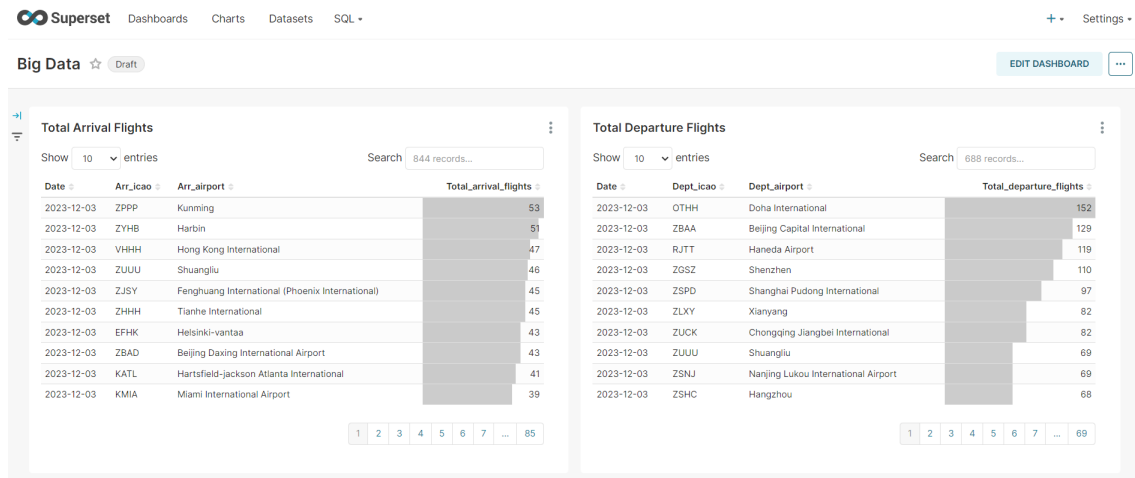 Superset Dashboards Charts Datasets SQL + Settings
Big Data Draft EDIT DASHBOARD ...
Total Arrival Flights
Show 10 entries Search 844 records...
Date Arr_icao Arr_airport Total_arrival_flights
2023-12-03 ZPPP Kunming 53
2023-12-03 ZYHB Harbin 51
2023-12-03 VHHH Hong Kong International 47
2023-12-03 ZUUU Shuangliu 46
2023-12-03 ZJSY Fenghuang International (Phoenix International) 45
2023-12-03 ZHHH Tianhe International 45
2023-12-03 EFHK Helsinki-vantaa 43
2023-12-03 ZBAD Beijing Daxing International Airport 43
2023-12-03 KATL Hartsfield-jackson Atlanta International 41
2023-12-03 KMIA Miami International Airport 39
1 2 3 4 5 6 7 ... 85
Total Departure Flights
Show 10 entries Search 688 records...
Date Dept_icao Dept_airport Total_departure_flights
2023-12-03 OTHH Doha International 152
2023-12-03 ZBAA Beijing Capital International 129
2023-12-03 RJTT Haneda Airport 119
2023-12-03 ZGSZ Shenzhen 110
2023-12-03 ZSPD Shanghai Pudong International 97
2023-12-03 ZLXY Xianyang 82
2023-12-03 ZUCK Chongqing Jiangbei International 82
2023-12-03 ZUUU Shuangliu 69
2023-12-03 ZSNJ Nanjing Lukou International Airport 69
2023-12-03 ZSHC Hangzhou 68
1 2 3 4 5 6 7 ... 69